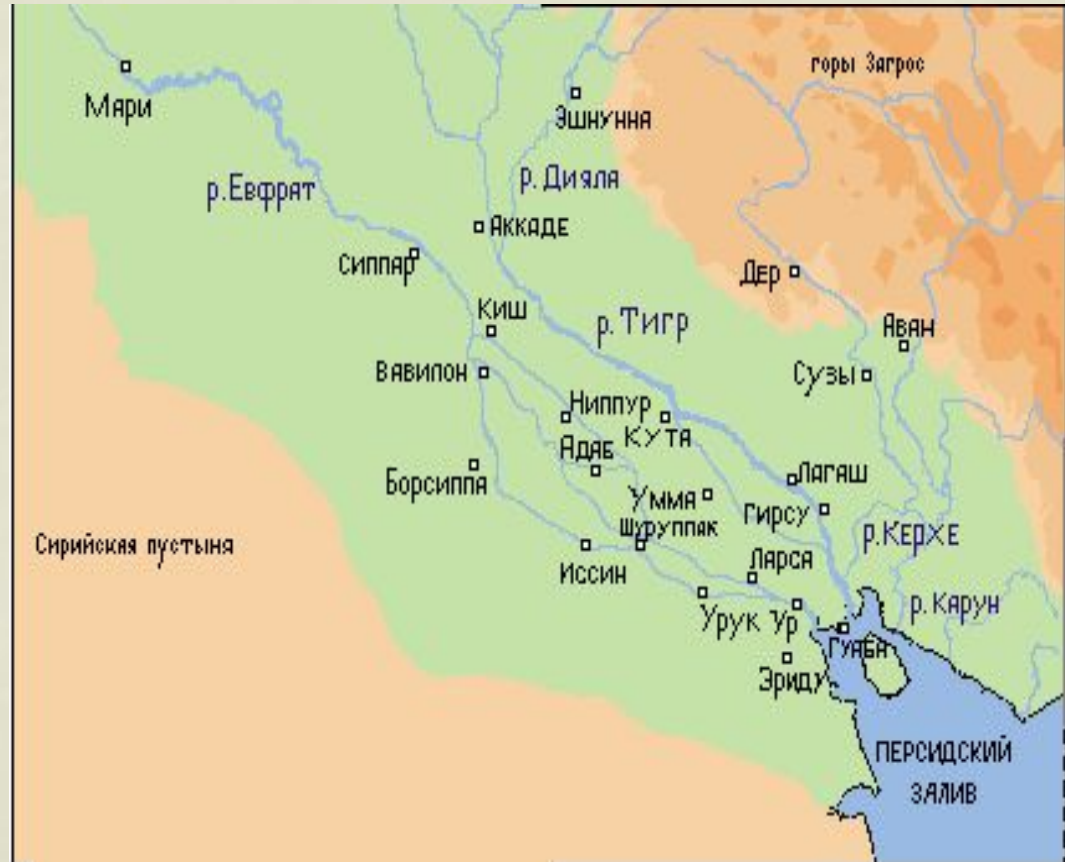 горы Загрос
Мари
Эшнунна
р. Евфрат
р. Дияла
Аккаде
Сиппар
Дер
Киш
р. Тигр
Аван
Вавилон
Сузы
Ниппур
Кута
Адаб
Борсиппа
Лагаш
Умма
Гирсу
Шуруппак
р. Керхе
Сирийская пустыня
Иссин
Ларса
р. Карун
Урук
Ур
Гуаба
Эриду
ПЕРСИДСКИЙ
ЗАЛИВ